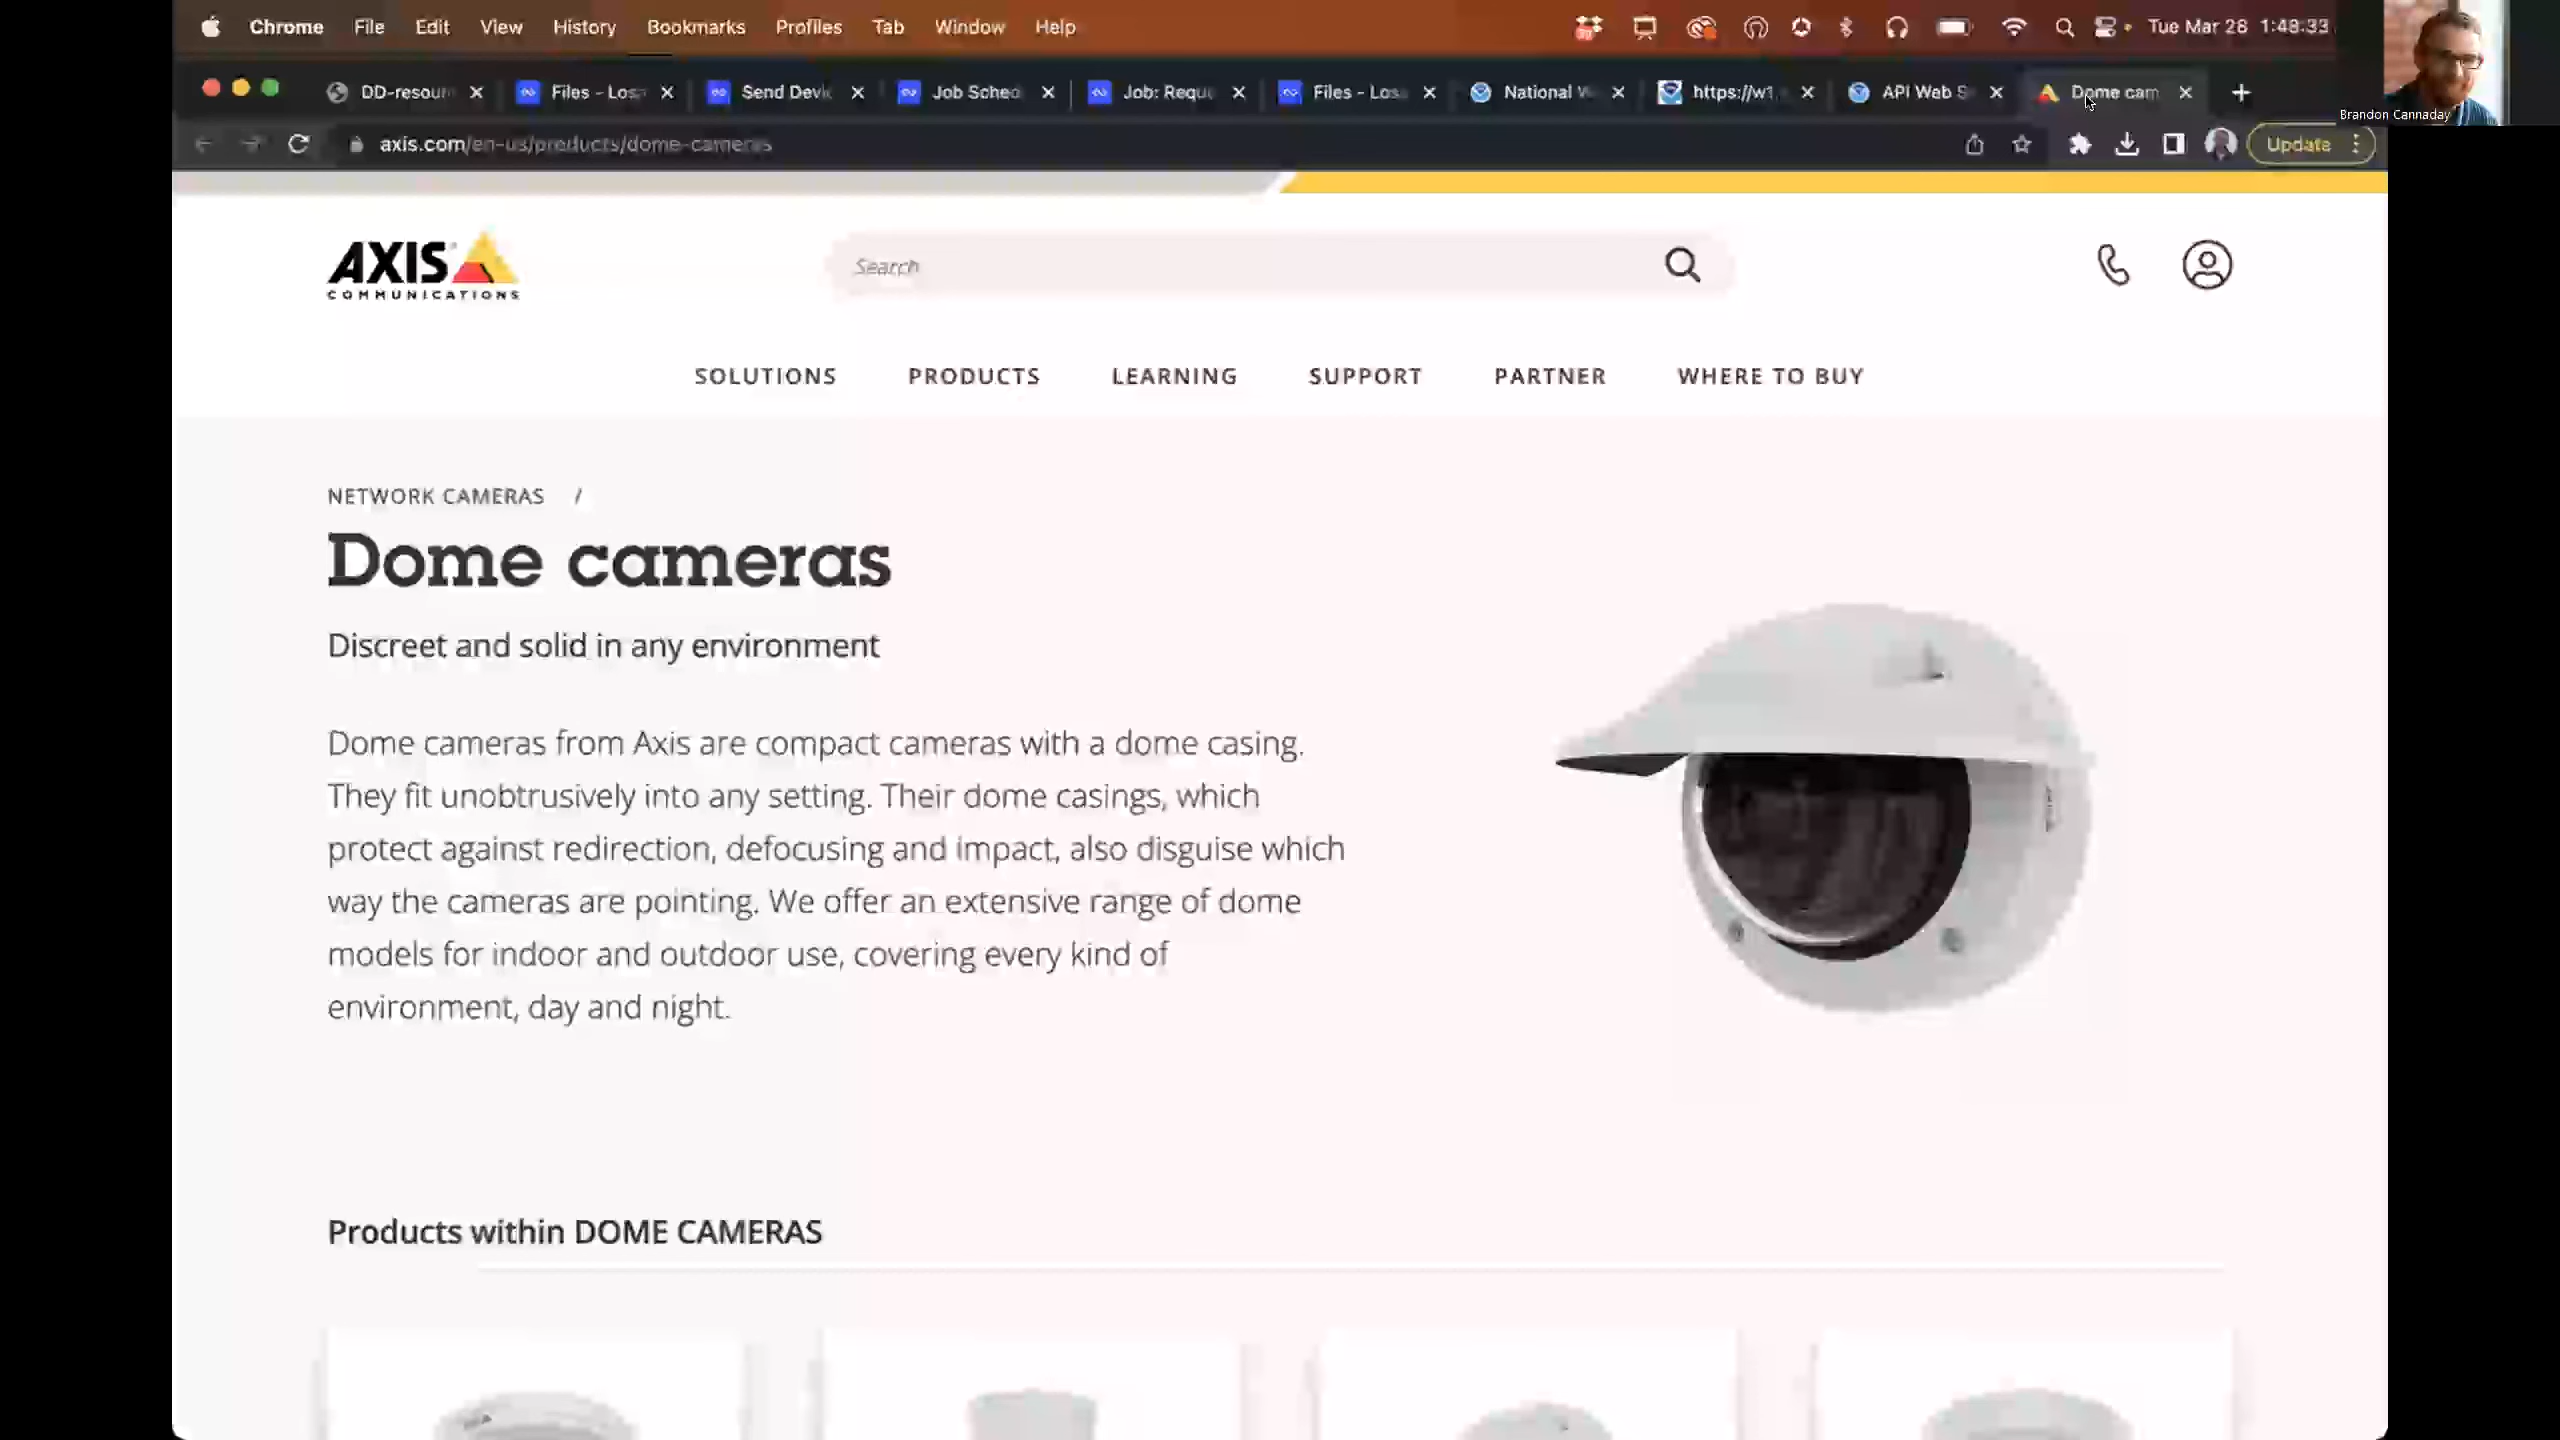 Chrome File Edit View History Bookmarks Profiles Tab Window Help Tue Mar 28 1:48:33
DD-resour Files - Los Send Devic Job Sched Job: Requ Files - Los National W https://w1. API Web S Dome cam
Brandon Cannaday
axis.com/en-us/products/dome-cameras Update
AXIS
COMMUNICATIONS
Search
SOLUTIONS PRODUCTS LEARNING SUPPORT PARTNER WHERE TO BUY
NETWORK CAMERAS /
Dome cameras
Discreet and solid in any environment
Dome cameras from Axis are compact cameras with a dome casing.
They fit unobtrusively into any setting. Their dome casings, which
protect against redirection, defocusing and impact, also disguise which
way the cameras are pointing. We offer an extensive range of dome
models for indoor and outdoor use, covering every kind of
environment, day and night.
Products within DOME CAMERAS